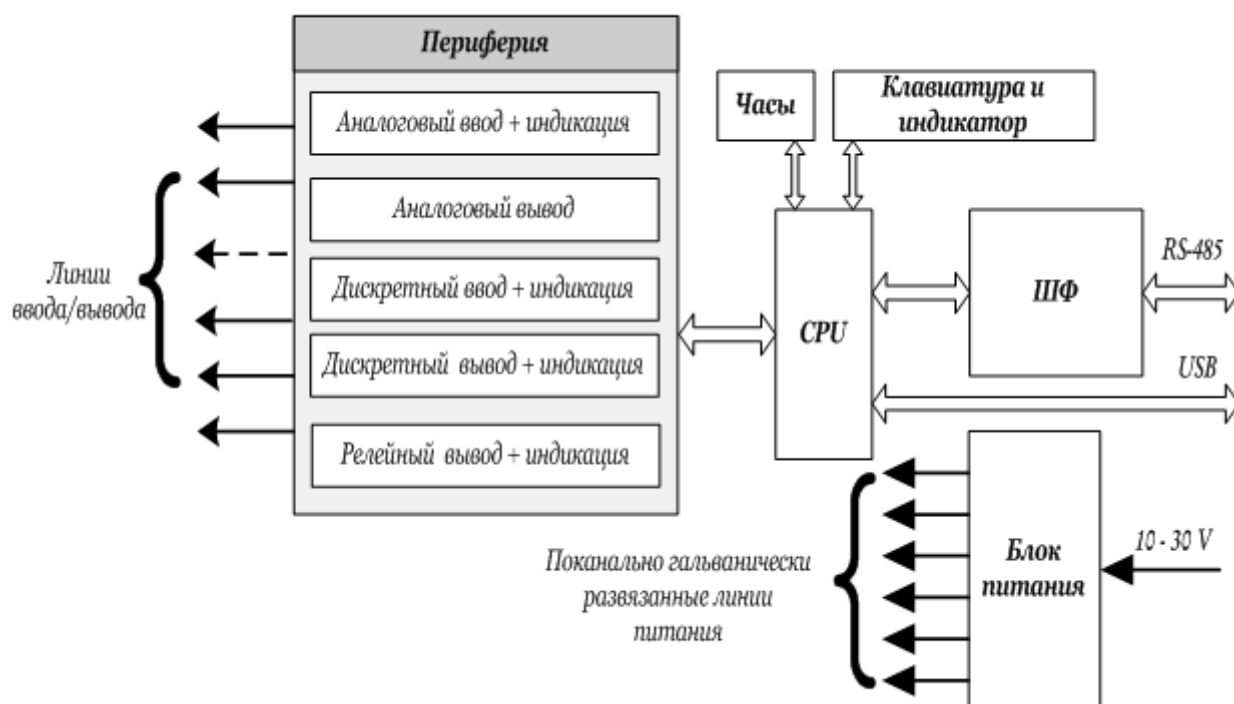 Периферия
Аналоговый ввод + индикация
Аналоговый вывод
Дискретный ввод + индикация
Дискретный вывод + индикация
Релейный вывод + индикация
Линии
ввода/вывода
Часы
Клавиатура и
индикатор
CPU
ШФ
RS-485
USB
Поканально гальванически
развязанные линии
питания
Блок
питания
10 - 30 V